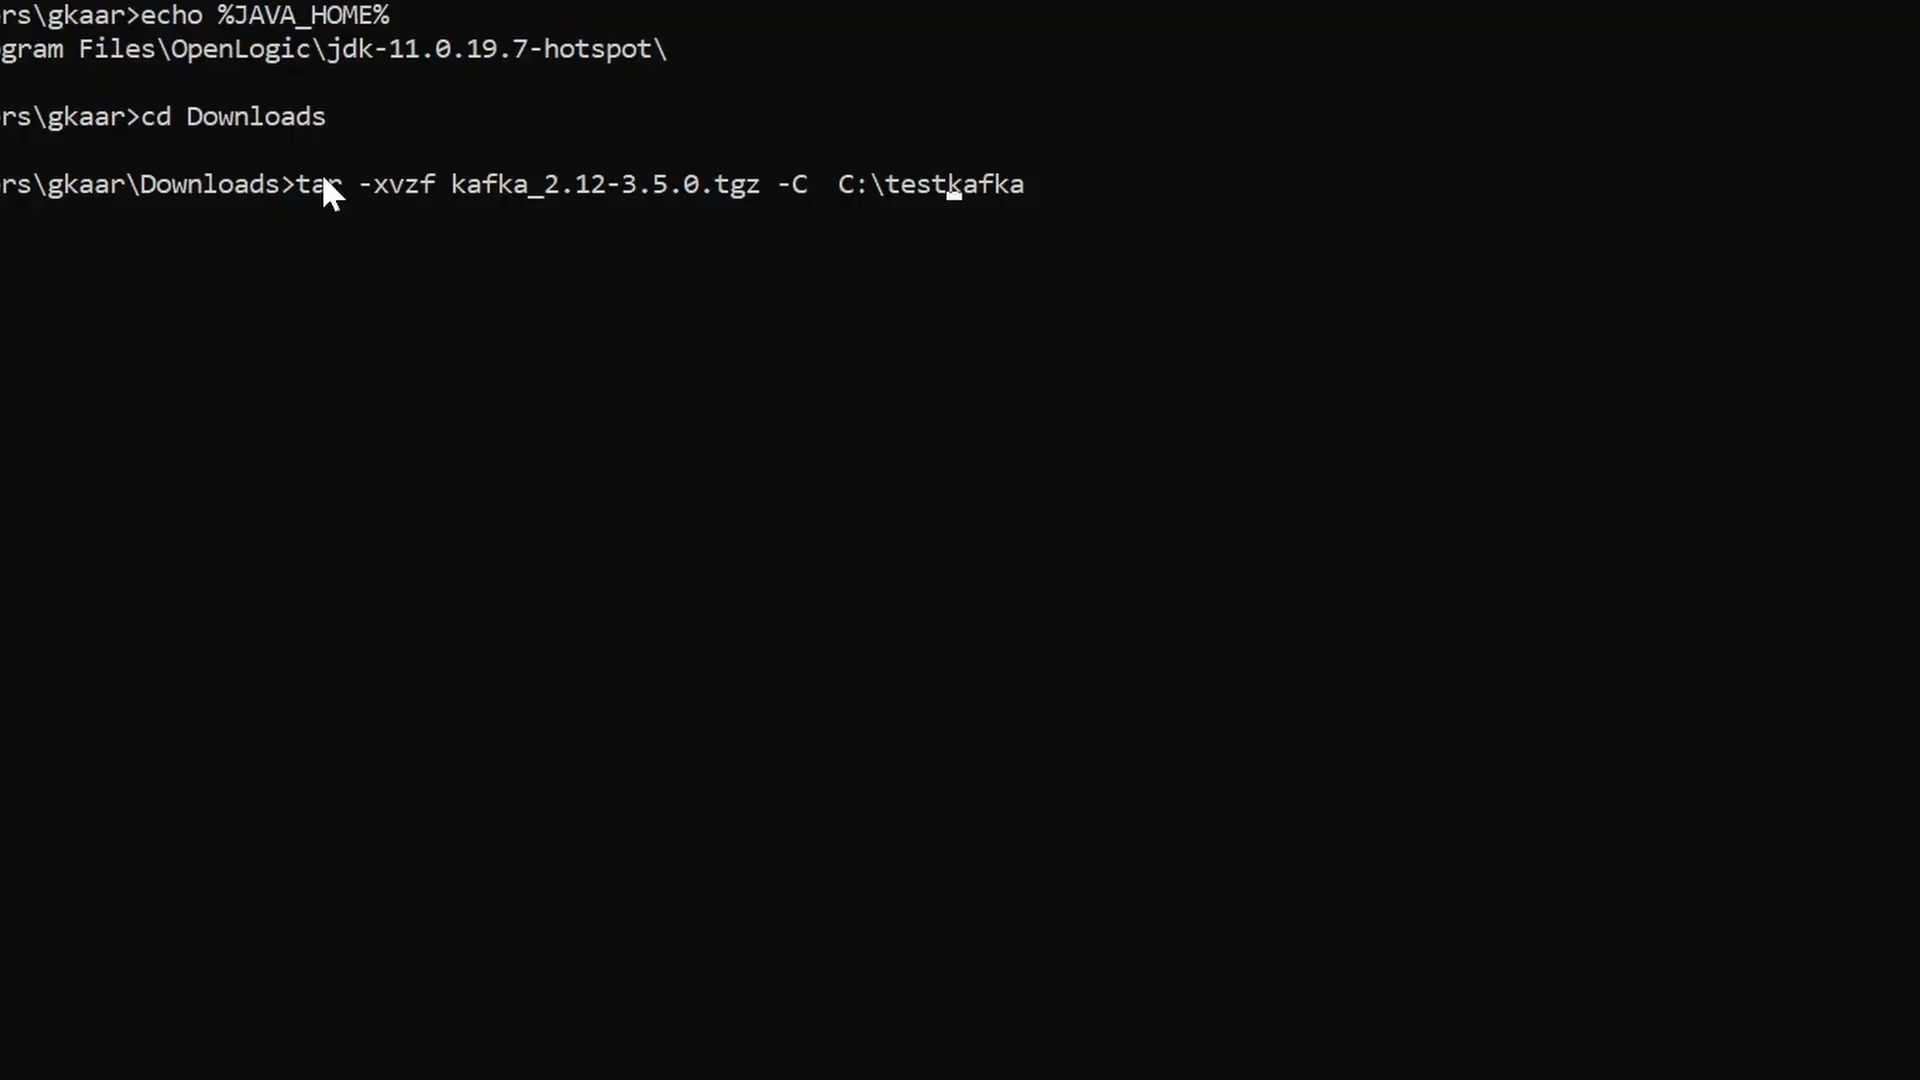 rs\gkaar>echo %JAVA_HOME%
gram Files\OpenLogic\jdk-11.0.19.7-hotspot\
rs\gkaar>cd Downloads
rs\gkaar\Downloads>tar -xvzf kafka_2.12-3.5.0.tgz -C  C:\testkafka